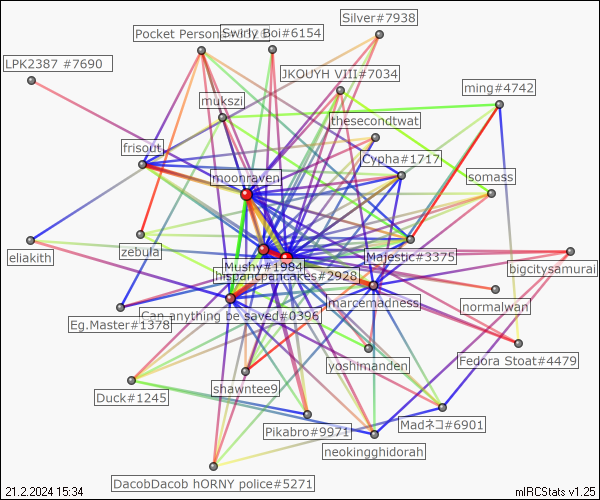 Silver#7938
Pocket Persona
Swirly Boi#6154
LPK2387 #7690
JKOUYH VIII#7034
ming#4742
mukszi
thesecondtwat
frisout
Cypha#1717
moonraven
somass
eliakith
zebula
Majestic#3375
Mushy#1984
hispanicpancakes#2928
bigcitysamurai
marcemadness
normalwan
Can anything be saved#0396
Eg.Master#1378
yoshimanden
Fedora Stoat#4479
shawntee9
Duck#1245
Pikabro#9971
Madネコ#6901
neokingghidorah
DacobDacob hORNY police#5271
21.2.2024 15:34
mIRCStats v1.25